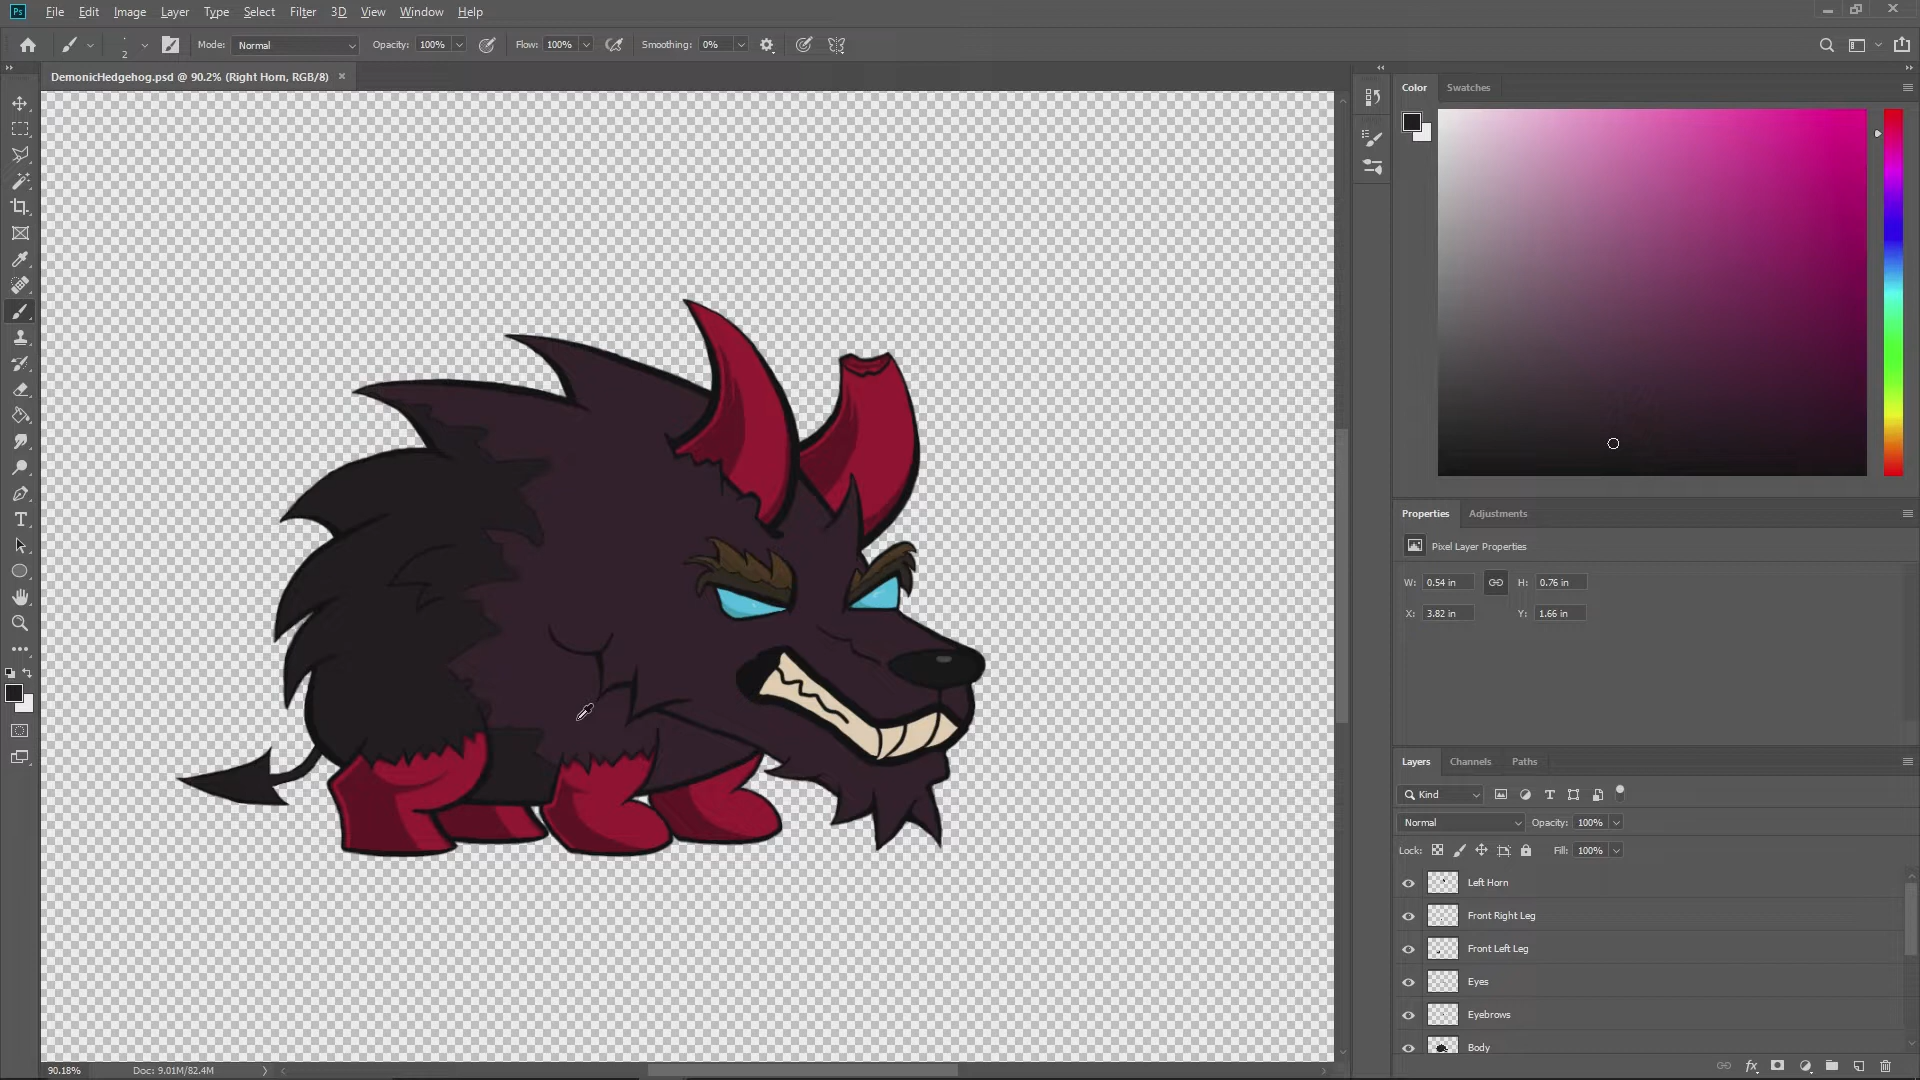 Ps File Edit Image Layer Type Select Filter 3D View Window Help
2 Mode: Normal Opacity: 100% Flow: 100% Smoothing: 0%
DemonicHedgehog.psd @ 90.2% (Right Horn, RGB/8) ×
Color Swatches
Properties Adjustments
Pixel Layer Properties
W: 0.54 in H: 0.76 in
X: 3.82 in Y: 1.66 in
Layers Channels Paths
Kind
Normal Opacity: 100%
Lock: Fill: 100%
Left Horn
Front Right Leg
Front Left Leg
Eyes
Eyebrows
Body
90.18% Doc: 9.01M/82.4M